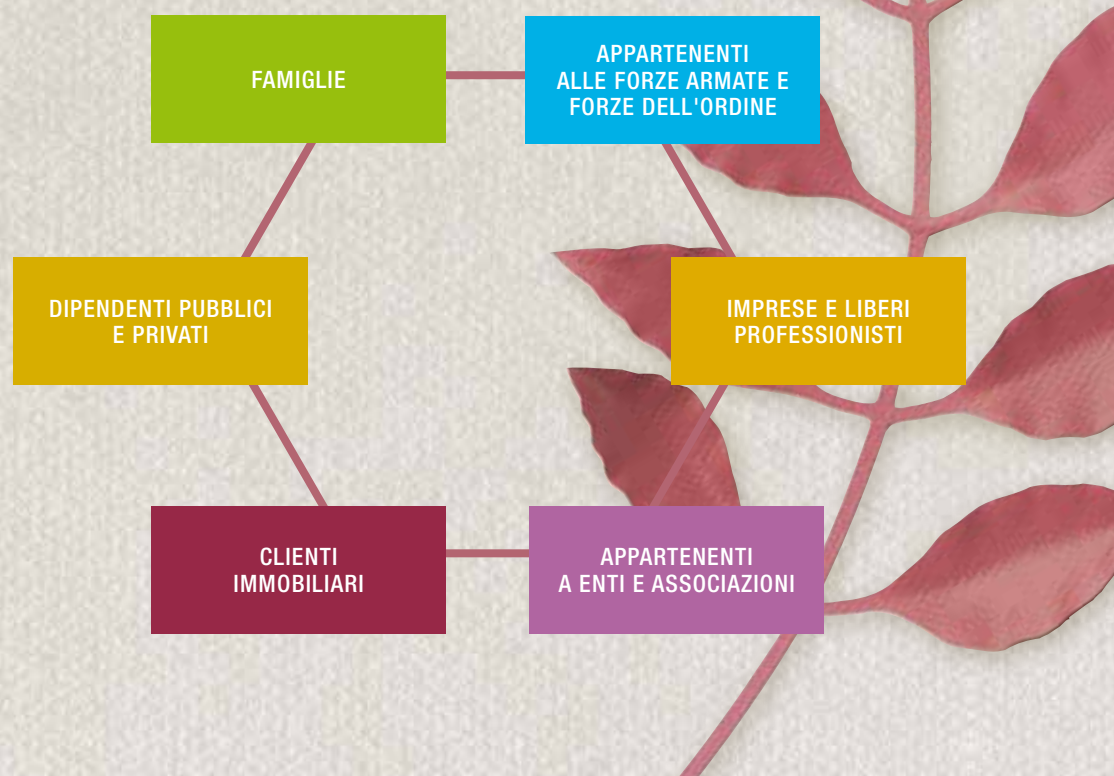 FAMIGLIE
APPARTENENTI
ALLE FORZE ARMATE E
FORZE DELL'ORDINE
DIPENDENTI PUBBLICI
E PRIVATI
IMPRESE E LIBERI
PROFESSIONISTI
CLIENTI
IMMOBILIARI
APPARTENENTI
A ENTI E ASSOCIAZIONI